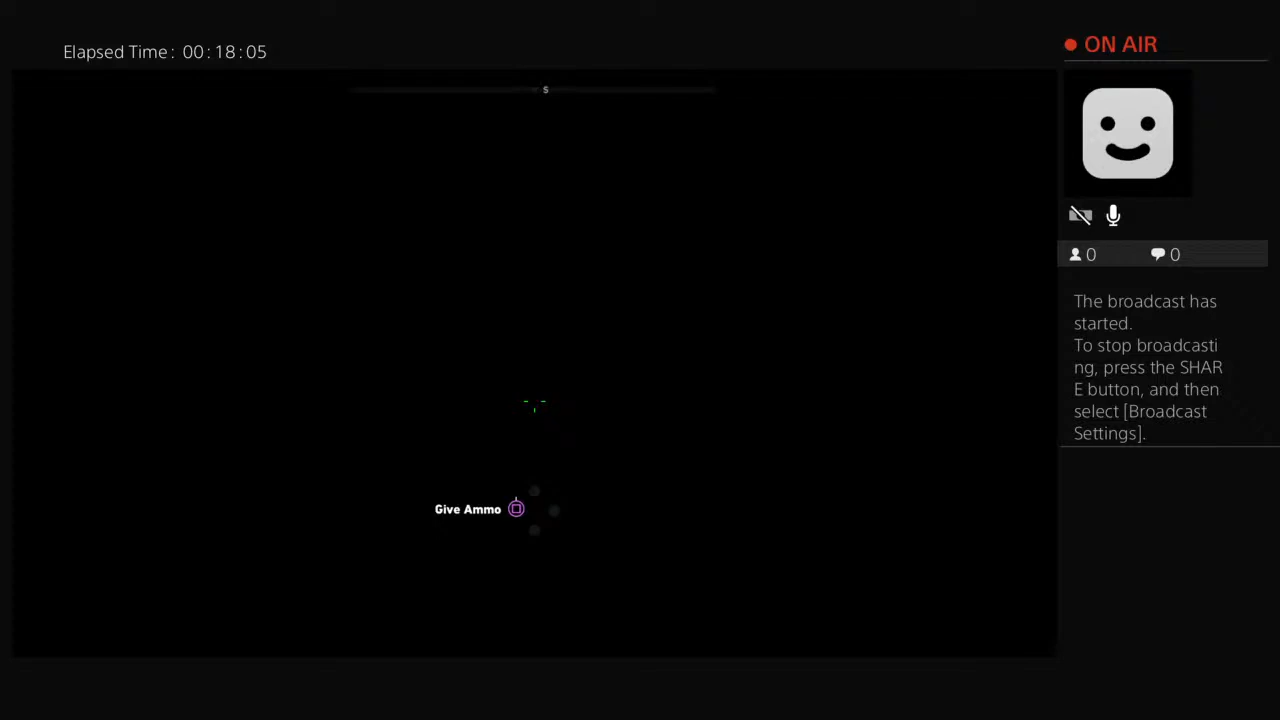 Elapsed Time: 00:18:05
ON AIR
S
0
0
The broadcast has
started.
To stop broadcasti
ng, press the SHAR
E button, and then
select [Broadcast
Settings].
Give Ammo